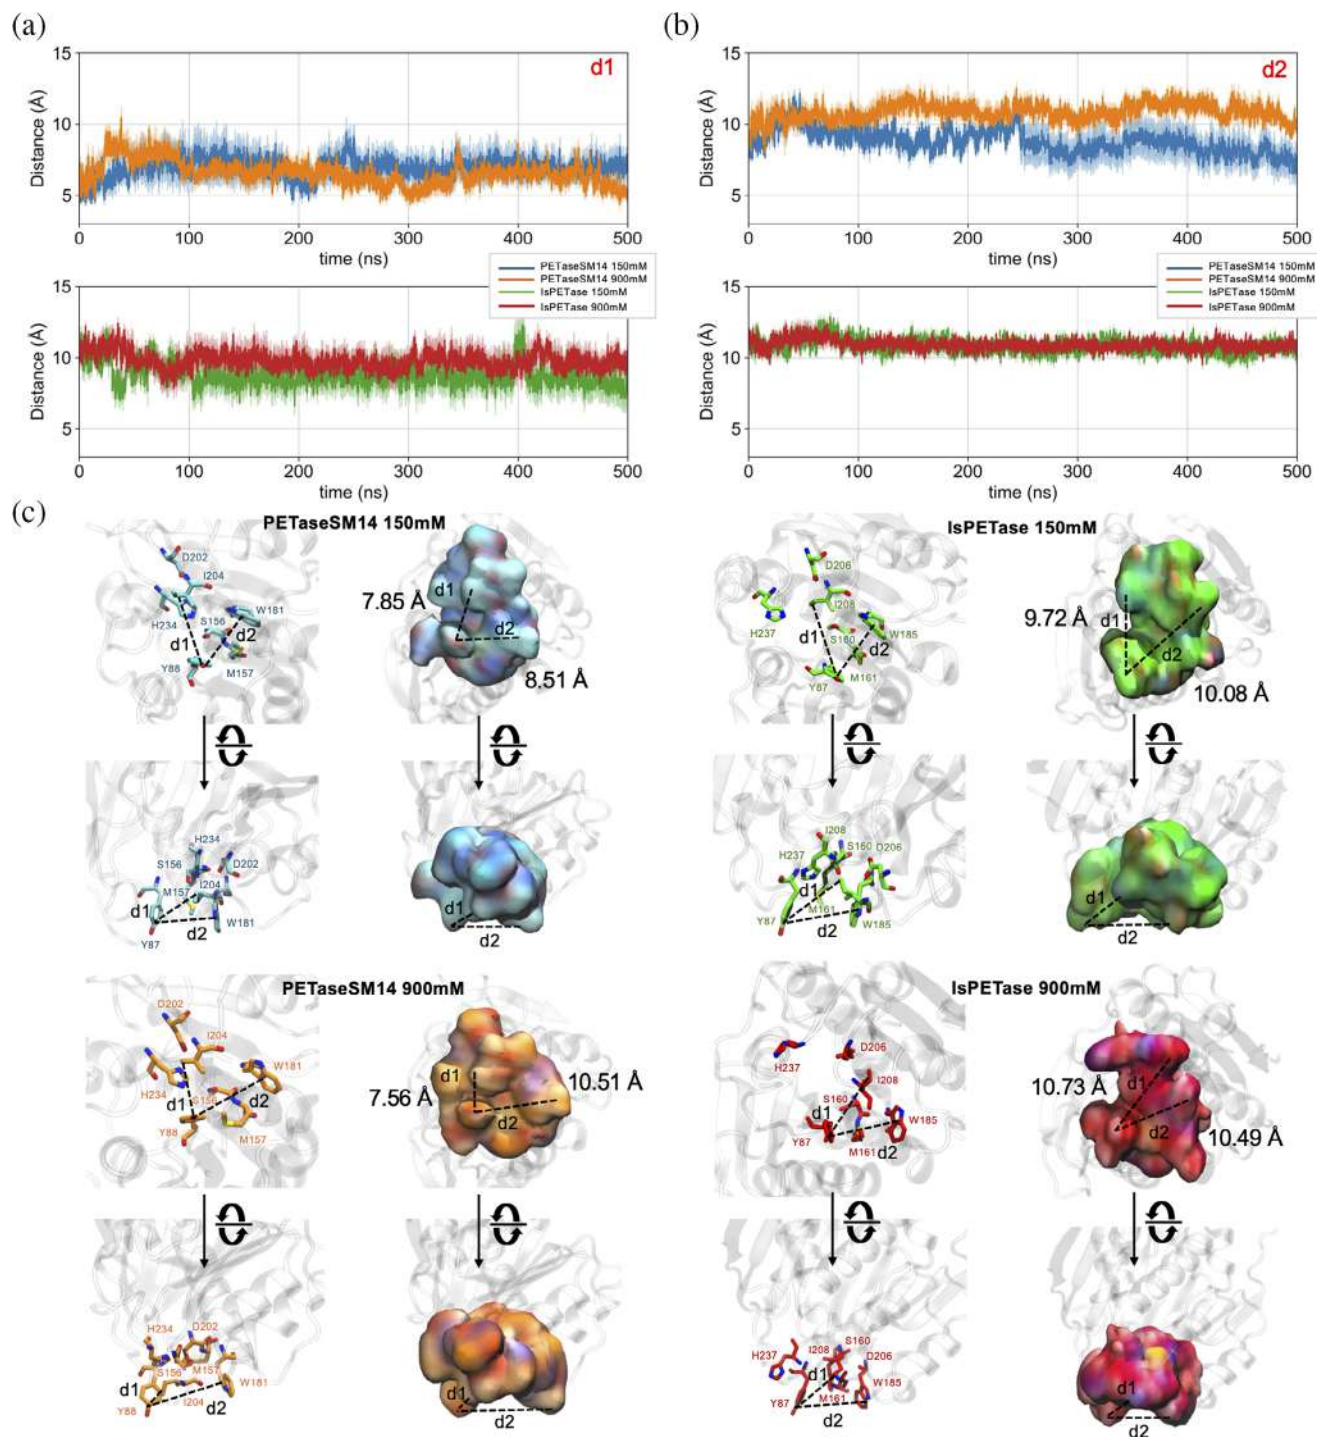 (a)
(b)
15
10
5
Distance (Å)
d1
0 100 200 300 400 500
time (ns)
15
10
5
Distance (Å)
d2
0 100 200 300 400 500
time (ns)
PETaseSM14 150mM
PETaseSM14 900mM
IsPETase 150mM
IsPETase 900mM
PETaseSM14 150mM
PETaseSM14 900mM
IsPETase 150mM
IsPETase 900mM
15
10
5
Distance (Å)
0 100 200 300 400 500
time (ns)
15
10
5
Distance (Å)
0 100 200 300 400 500
time (ns)
(c)
PETaseSM14 150mM
D202
I204
H234
S156
W181
d1
d2
Y88
M157
7.85 Å
d1
d2
8.51 Å
IsPETase 150mM
D206
I208
H237
d1
S160
W185
d2
M161
Y87
9.72 Å
d1
d2
10.08 Å
H234
S156
D202
M157
I204
d1
W181
d2
Y87
d1
d2
I208
S160
H237
D206
d1
M161
Y87
W185
d2
d1
d2
PETaseSM14 900mM
D202
I204
W181
H234
d1
S156
d2
Y88
M157
7.56 Å
d1
d2
10.51 Å
IsPETase 900mM
D206
H237
I208
S160
d1
W185
Y87
M161
d2
10.73 Å
d1
d2
10.49 Å
H234
D202
S156
M157
W181
d1
I204
Y88
d2
d1
d2
S160
H237
I208
D206
d1
W185
M161
Y87
d2
d1
d2